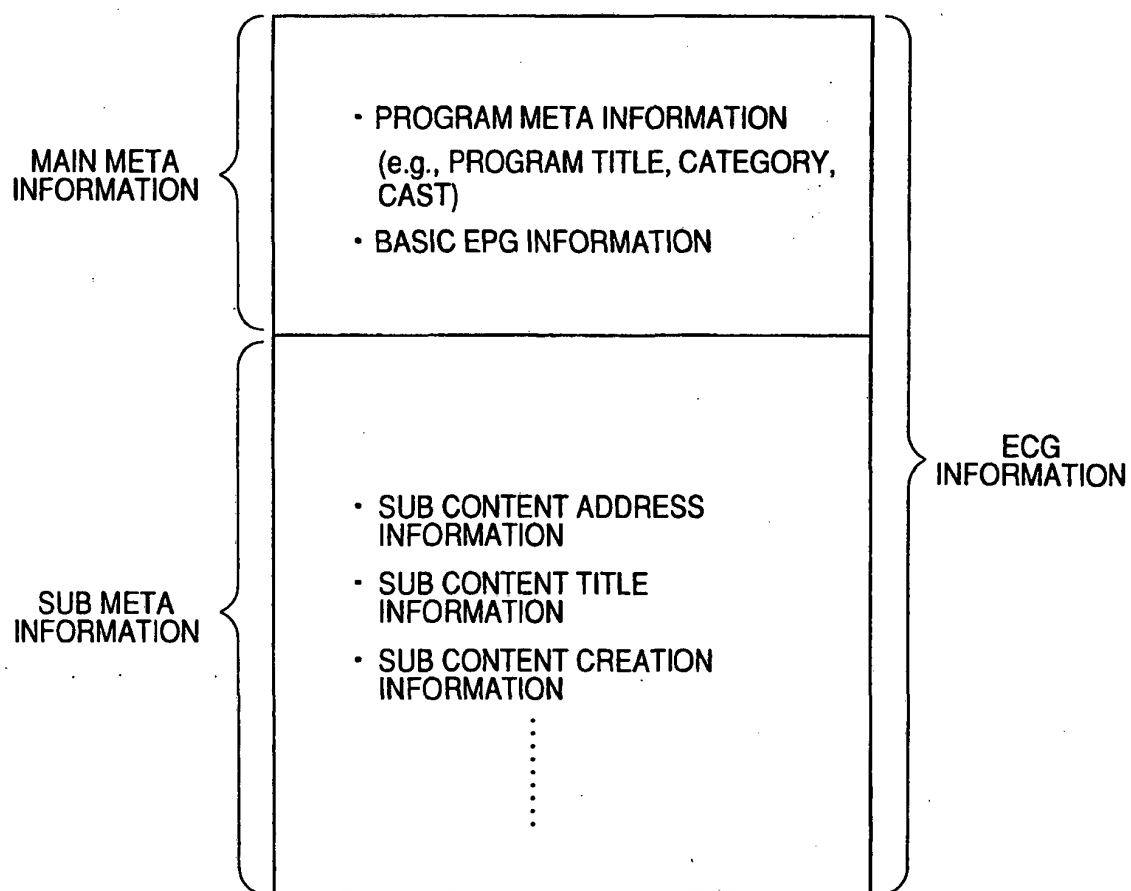 MAIN META
INFORMATION
・ PROGRAM META INFORMATION
(e.g., PROGRAM TITLE, CATEGORY,
CAST)
・ BASIC EPG INFORMATION
ECG
INFORMATION
SUB META
INFORMATION
・ SUB CONTENT ADDRESS
INFORMATION
・ SUB CONTENT TITLE
INFORMATION
・ SUB CONTENT CREATION
INFORMATION